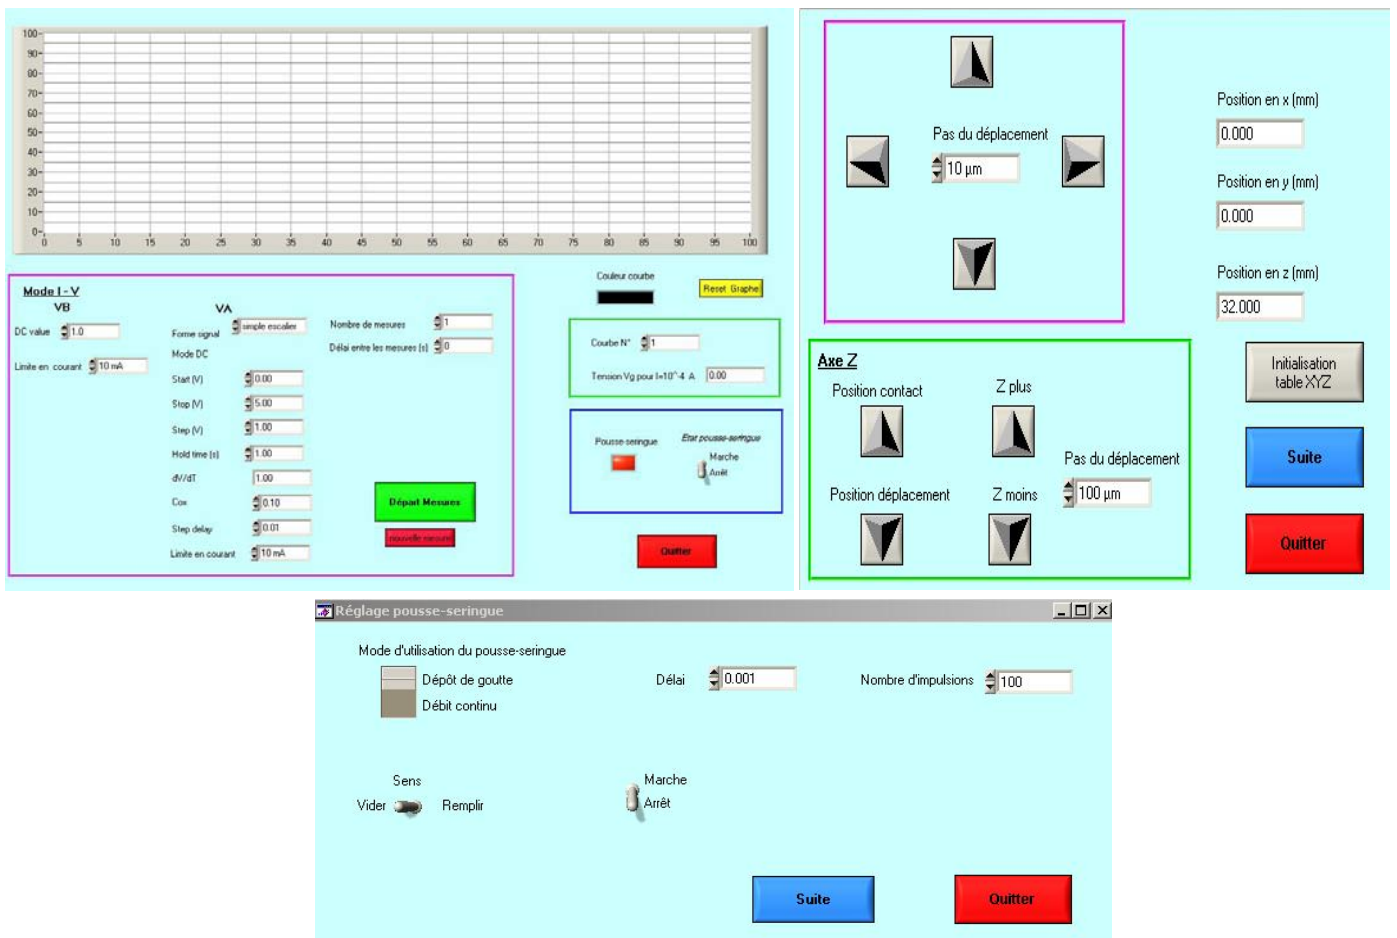 100
90
80
70
60
50
40
30
20
10
0
0 5 10 15 20 25 30 35 40 45 50 55 60 65 70 75 80 85 90 95 100
Mode I - V
VB
VA
DC value 1.0
Limite en courant 10 mA
Forme signal simple escalier
Mode DC
Start (V) 0.00
Stop (V) 5.00
Step (V) 1.00
Hold time (s) 1.00
dV/dT 1.00
Cox 0.10
Step delay 0.01
Limite en courant 10 mA
Nombre de mesures 1
Délai entre les mesures (s) 0
Départ Mesures
nouvelle mesure
Couleur courbe
Reset Graphe
Courbe N° 1
Tension Vg pour I=10^-4 A 0.00
Pousse-seringue
Etat pousse-seringue
Marche
Arrêt
Quitter
Pas du déplacement
10 µm
Position en x (mm)
0.000
Position en y (mm)
0.000
Position en z (mm)
32.000
Axe Z
Position contact
Z plus
Position déplacement
Z moins
Pas du déplacement
100 µm
Initialisation
table XYZ
Suite
Quitter
Réglage pousse-seringue
Mode d'utilisation du pousse-seringue
Dépôt de goutte
Débit continu
Délai 0.001
Nombre d'impulsions 100
Sens
Vider Remplir
Marche
Arrêt
Suite
Quitter